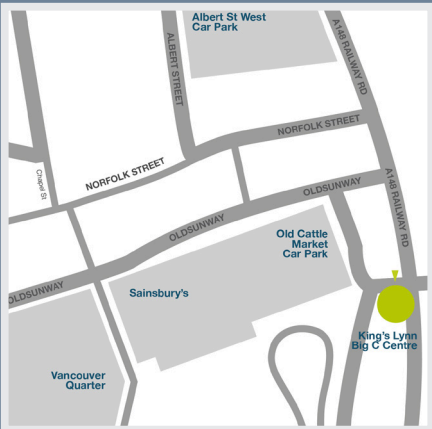 Albert St West
Car Park
A148 RAILWAY RD
ALBERT STREET
NORFOLK STREET
NORFOLK STREET
Chapel St
A148 RAILWAY RD
OLDSUNWAY
OLDSUNWAY
Old Cattle
Market
Car Park
OLDSUNWAY
Sainsbury's
King's Lynn
Big C Centre
Vancouver
Quarter